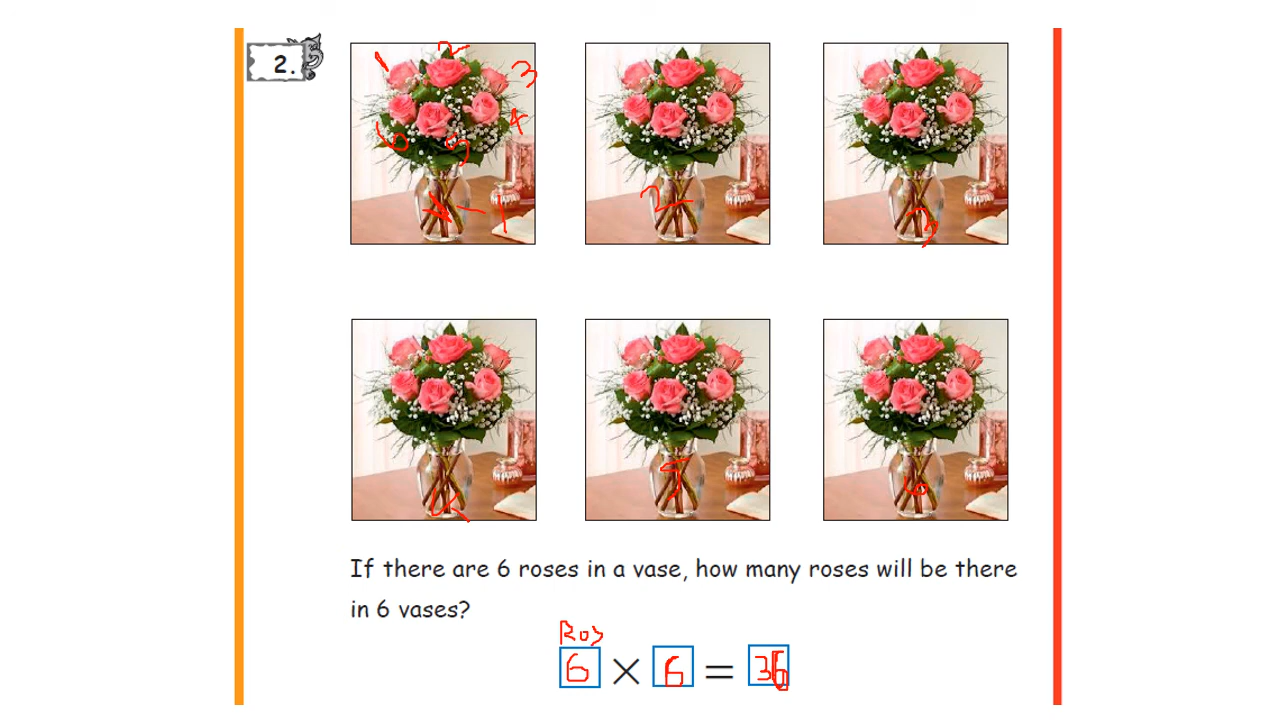 2.
1 2 3
4
6 5
1 2 3
4 5 6
If there are 6 roses in a vase, how many roses will be there
in 6 vases?
Ros
6 × 6 = 36